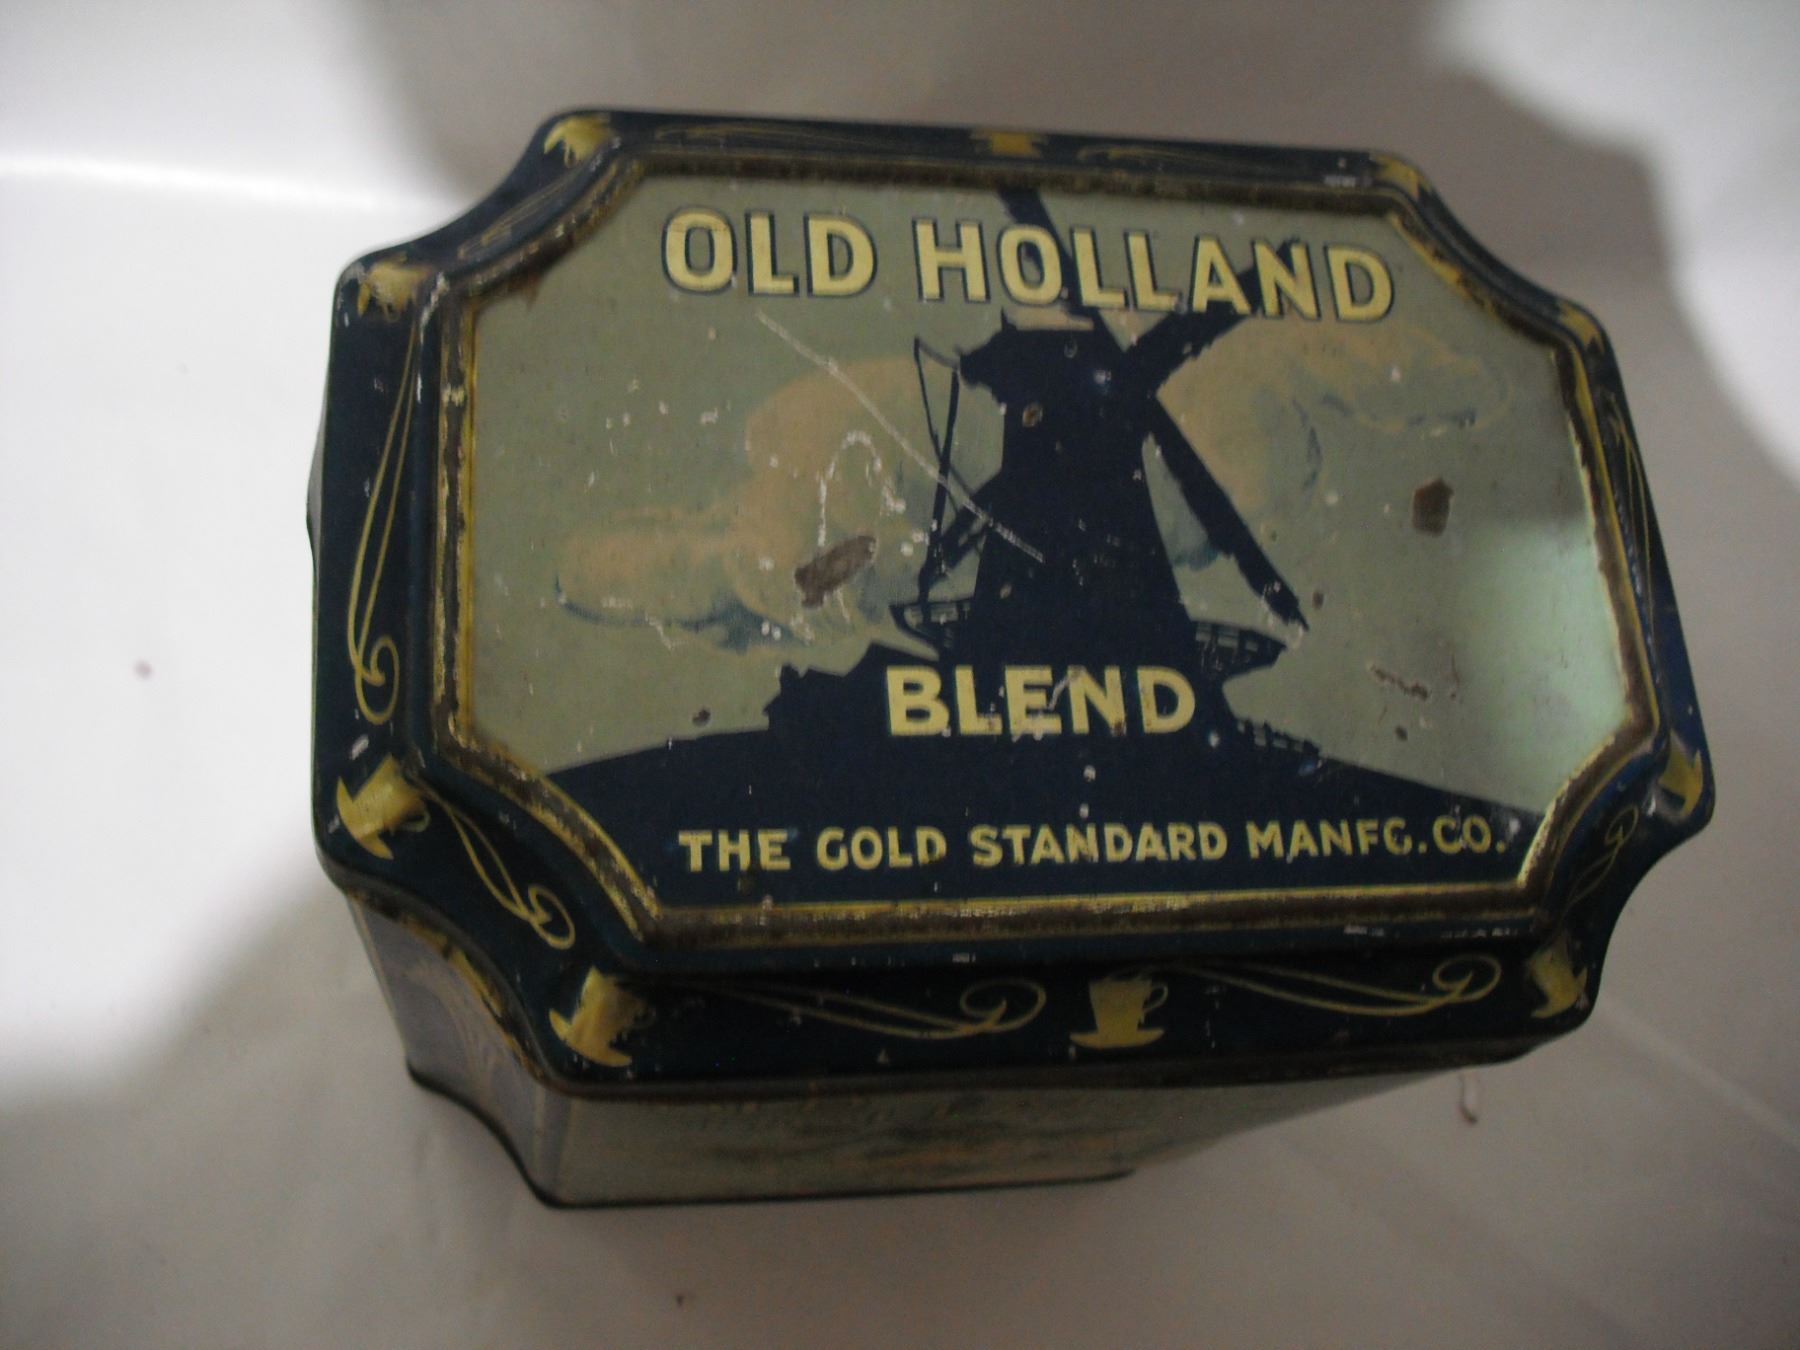 OLD HOLLAND
BLEND
THE GOLD STANDARD MANFG. CO.